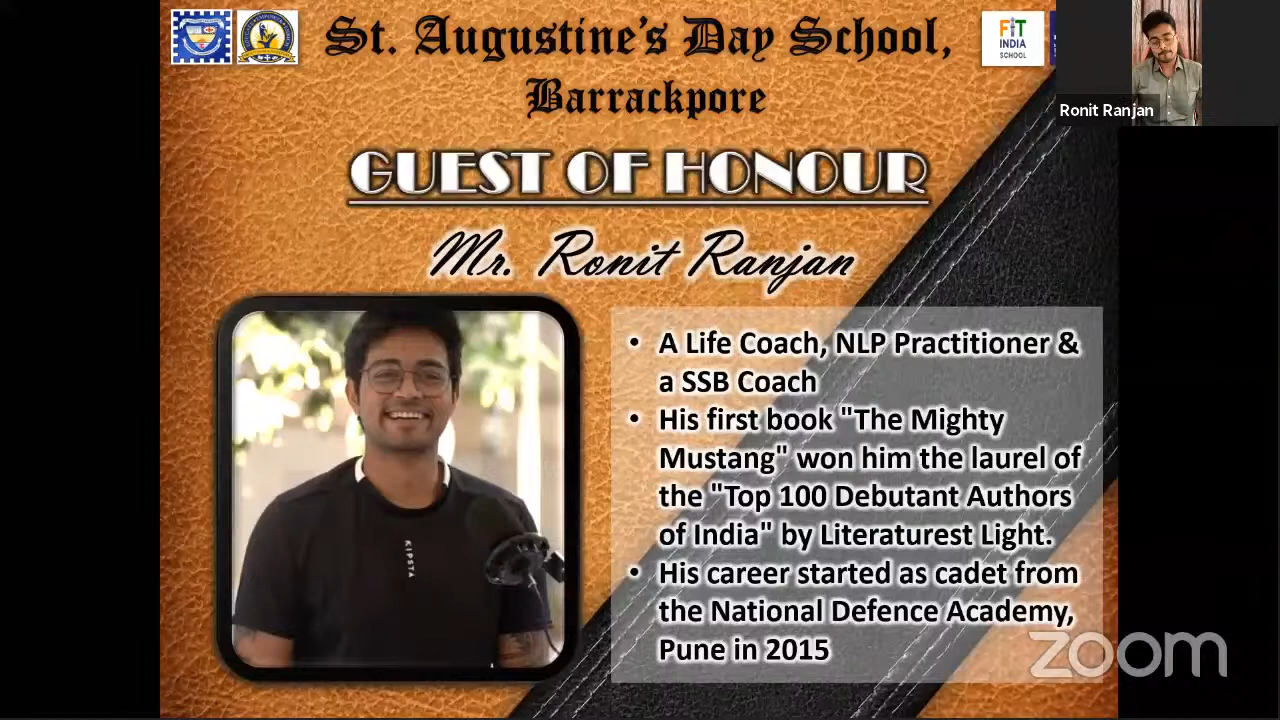 St. Augustine's Day School,
Barrackpore
FiT
INDIA
SCHOOL
Ronit Ranjan
GUEST OF HONOUR
Mr. Ronit Ranjan
KIPSTA
• A Life Coach, NLP Practitioner &
a SSB Coach
• His first book "The Mighty
Mustang" won him the laurel of
the "Top 100 Debutant Authors
of India" by Literaturest Light.
• His career started as cadet from
the National Defence Academy,
Pune in 2015
zoom